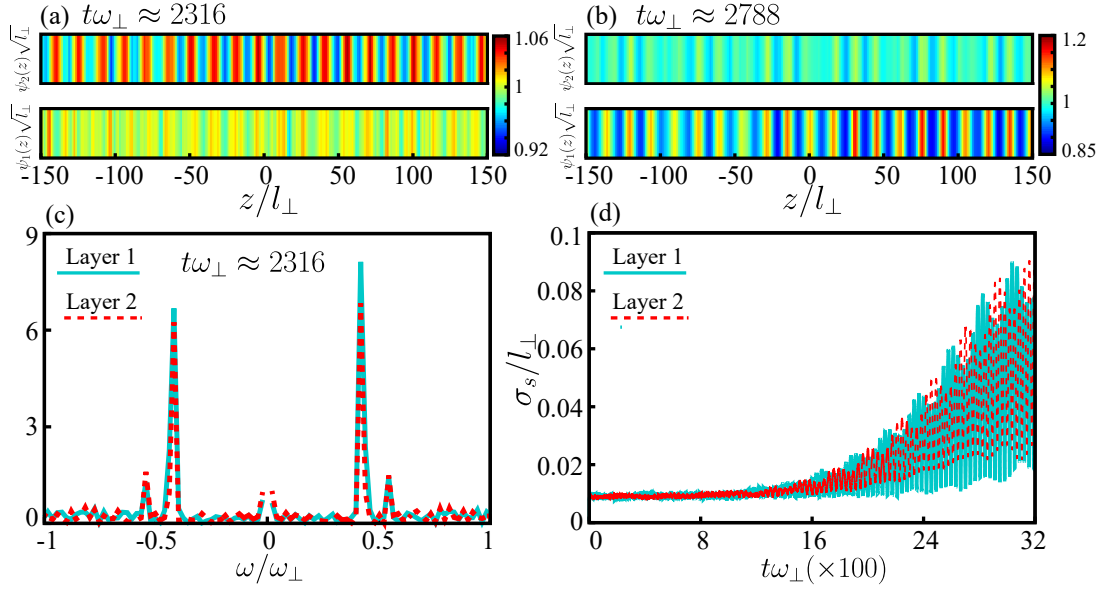 (a) tω⊥ ≈ 2316
ψ₂(z)√l⊥
1.06
1
0.92
ψ₁(z)√l⊥
-150 -100 -50 0 50 100 150
z/l⊥
(b) tω⊥ ≈ 2788
ψ₂(z)√l⊥
1.2
1
0.85
ψ₁(z)√l⊥
-150 -100 -50 0 50 100 150
z/l⊥
(c)
9
6
3
0
Layer 1
tω⊥ ≈ 2316
Layer 2
-1 -0.5 0 0.5 1
ω/ω⊥
(d)
0.1
0.08
0.06
0.04
0.02
0
σₛ/l⊥
Layer 1
Layer 2
0 8 16 24 32
tω⊥(×100)